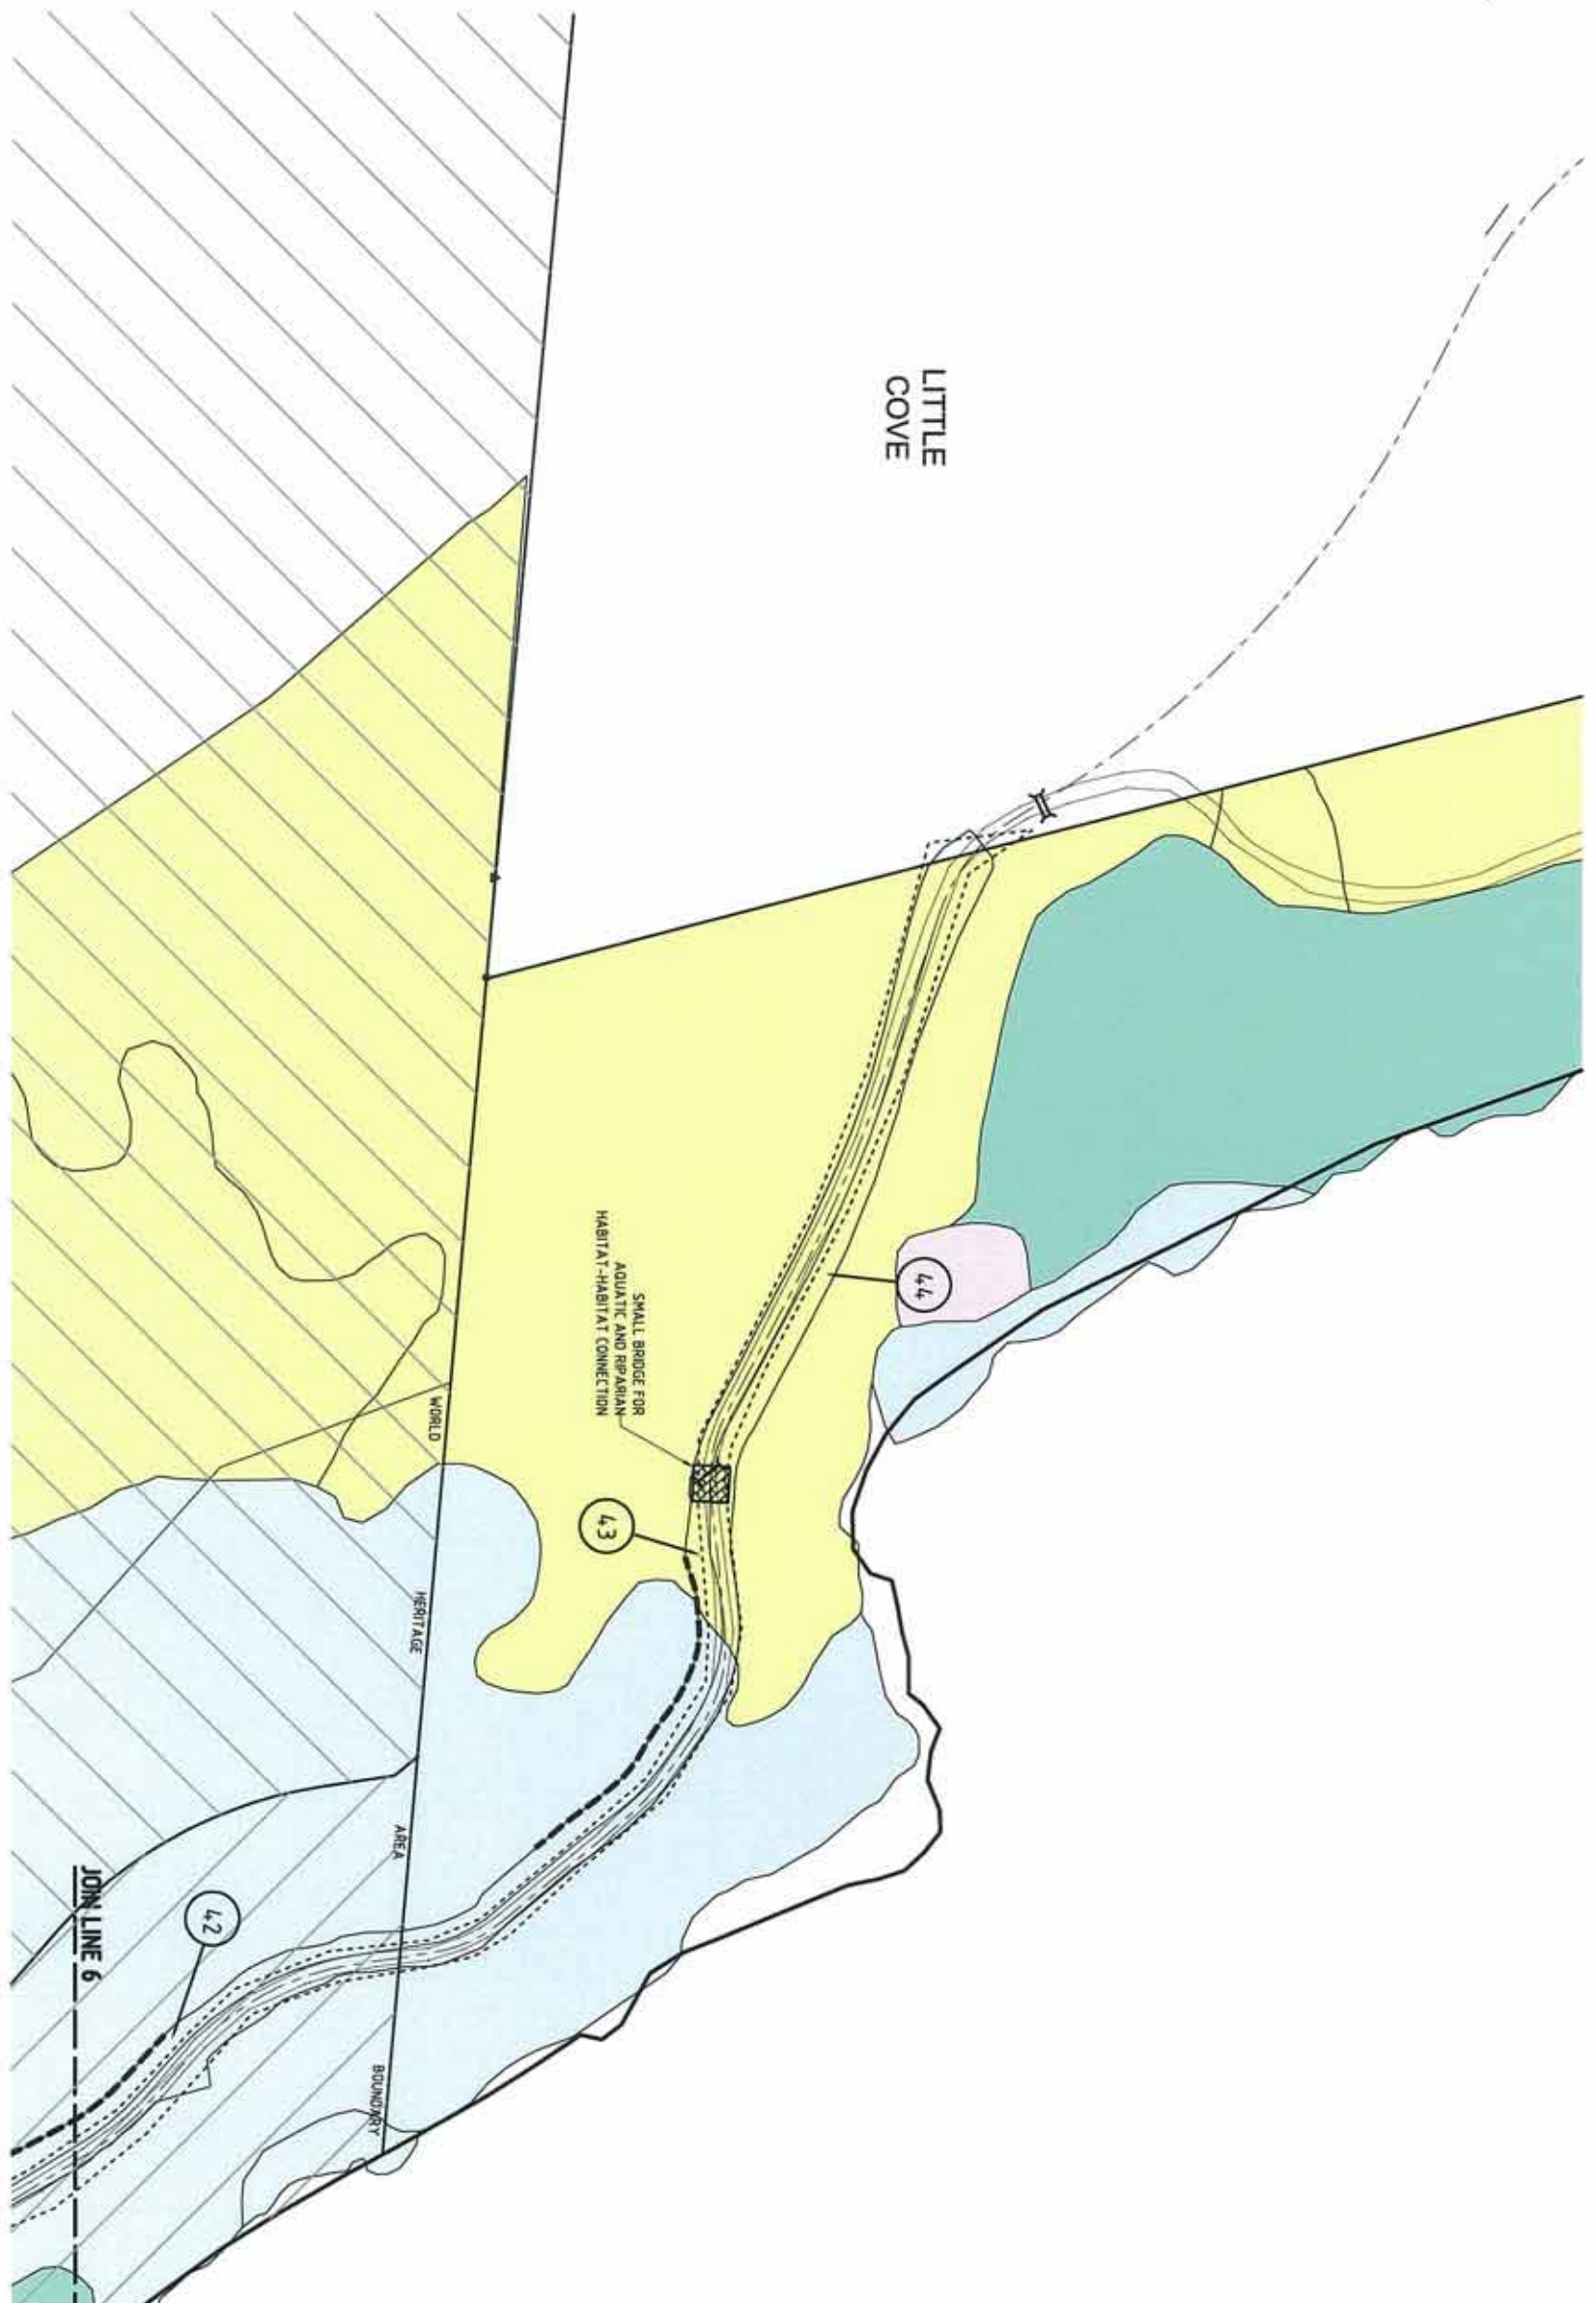 LITTLE
COVE
44
SMALL BRIDGE FOR
AQUATIC AND RIPARIAN
HABITAT-HABITAT CONNECTION
43
WORLD
HERITAGE
AREA
BOUNDARY
42
JOIN LINE 6